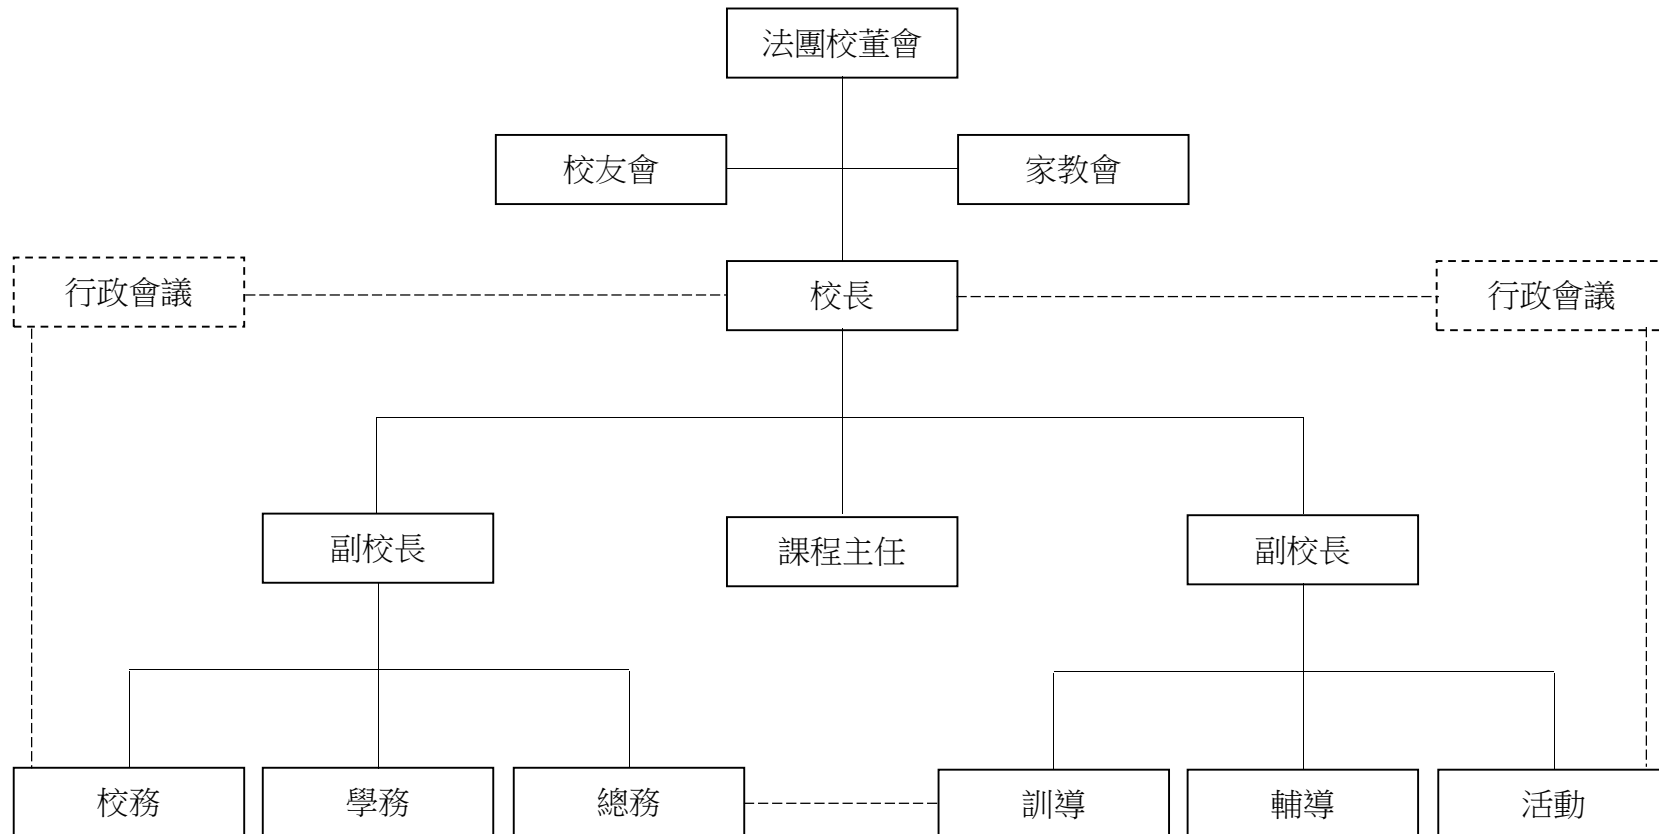 法團校董會
校友會
家教會
行政會議
校長
行政會議
副校長
課程主任
副校長
校務
學務
總務
訓導
輔導
活動